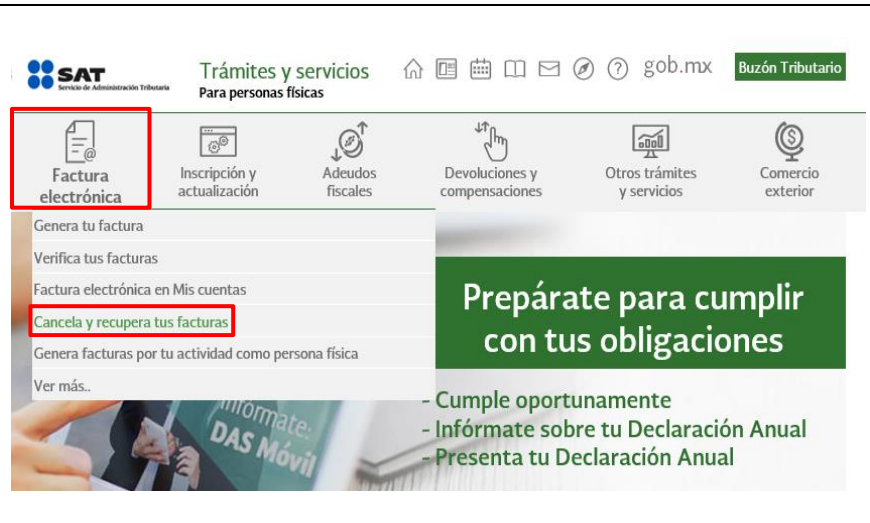 SAT
Servicio de Administración Tributaria
Trámites y servicios
Para personas físicas
gob.mx
Buzón Tributario
Factura
electrónica
Inscripción y
actualización
Adeudos
fiscales
Devoluciones y
compensaciones
Otros trámites
y servicios
Comercio
exterior
Genera tu factura
Verifica tus facturas
Factura electrónica en Mis cuentas
Cancela y recupera tus facturas
Genera facturas por tu actividad como persona física
Ver más..
Prepárate para cumplir
con tus obligaciones
- Cumple oportunamente
- Infórmate sobre tu Declaración Anual
- Presenta tu Declaración Anual
Infórmate:
DAS Móvil